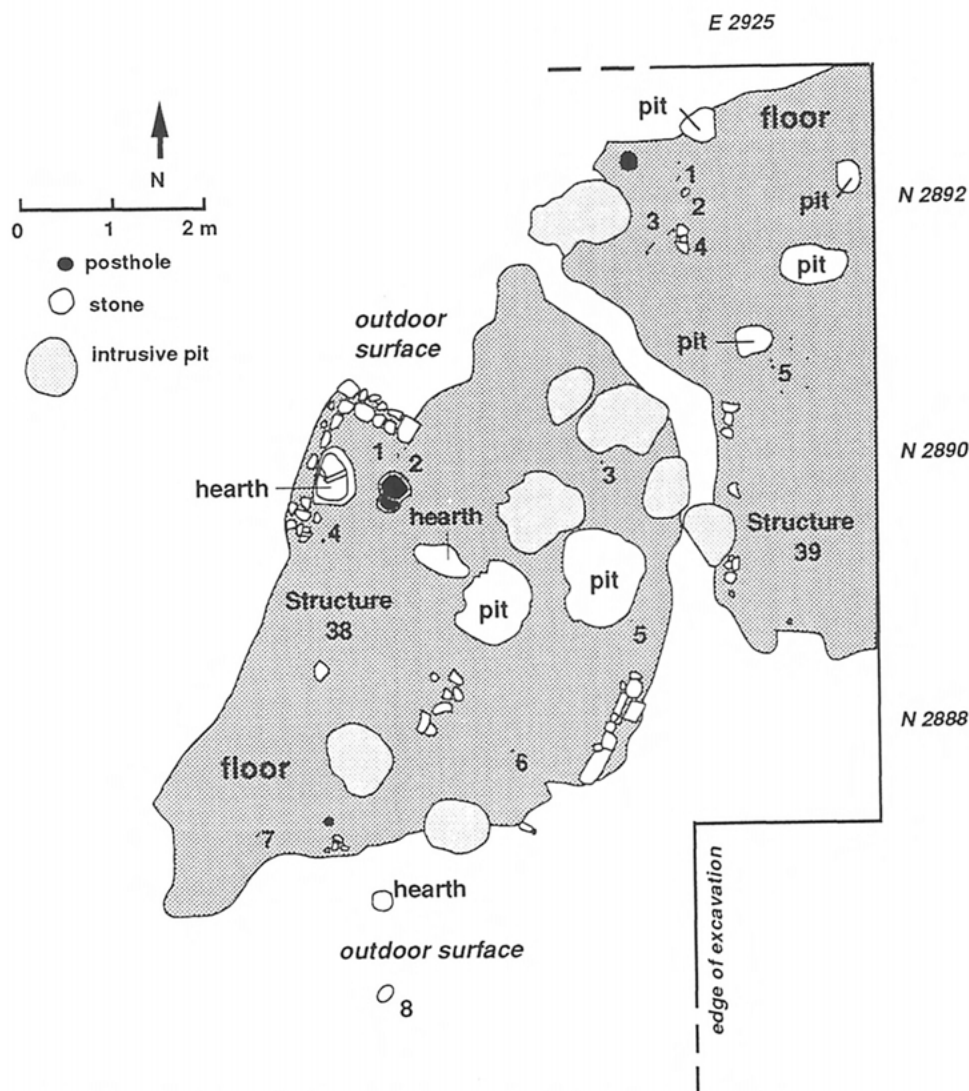 E 2925
pit
floor
N
1
2
3
4
pit
N 2892
0
1
2 m
posthole
stone
intrusive pit
pit
outdoor
surface
pit
5
1
2
3
N 2890
hearth
hearth
4
Structure
39
Structure
38
pit
pit
5
N 2888
6
floor
7
hearth
outdoor surface
8
edge of excavation